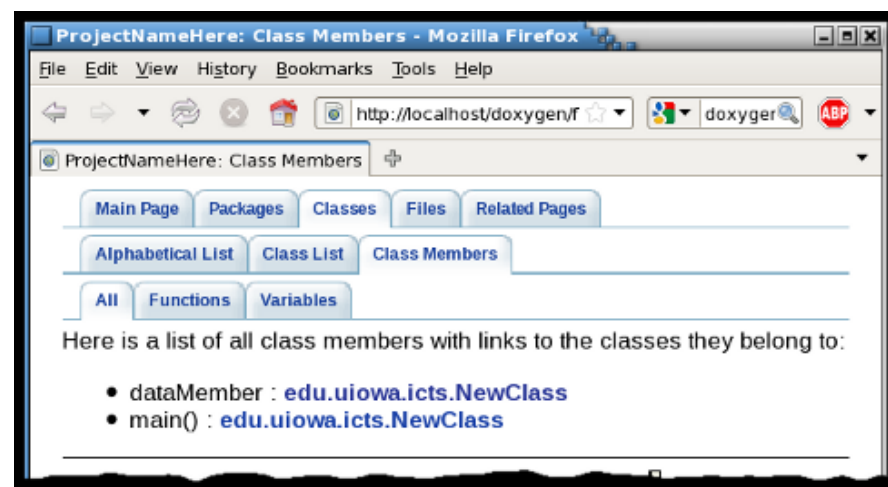 ProjectNameHere: Class Members - Mozilla Firefox
File Edit View History Bookmarks Tools Help
http://localhost/doxygen/f doxyger ABP
ProjectNameHere: Class Members
Main Page Packages Classes Files Related Pages
Alphabetical List Class List Class Members
All Functions Variables
Here is a list of all class members with links to the classes they belong to:
• dataMember : edu.uiowa.icts.NewClass
• main() : edu.uiowa.icts.NewClass